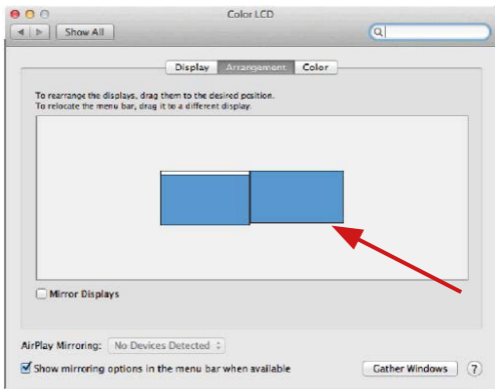 Color LCD
Show All
Display Arrangement Color
To rearrange the displays, drag them to the desired position.
To relocate the menu bar, drag it to a different display.
Mirror Displays
AirPlay Mirroring: No Devices Detected
Show mirroring options in the menu bar when available
Gather Windows ?